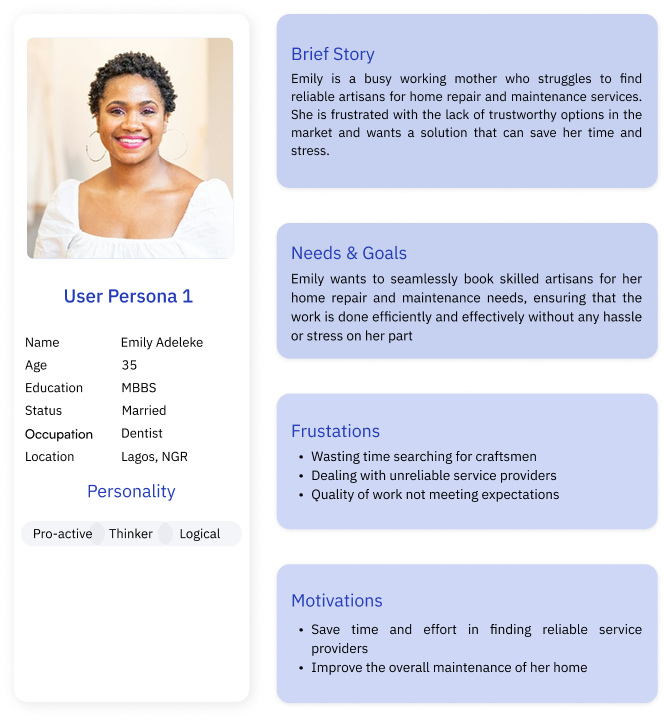 User Persona 1
Name Emily Adeleke
Age 35
Education MBBS
Status Married
Occupation Dentist
Location Lagos, NGR
Personality
Pro-active Thinker Logical
Brief Story
Emily is a busy working mother who struggles to find
reliable artisans for home repair and maintenance services.
She is frustrated with the lack of trustworthy options in the
market and wants a solution that can save her time and
stress.
Needs & Goals
Emily wants to seamlessly book skilled artisans for her
home repair and maintenance needs, ensuring that the
work is done efficiently and effectively without any hassle
or stress on her part
Frustations
• Wasting time searching for craftsmen
• Dealing with unreliable service providers
• Quality of work not meeting expectations
Motivations
• Save time and effort in finding reliable service
providers
• Improve the overall maintenance of her home